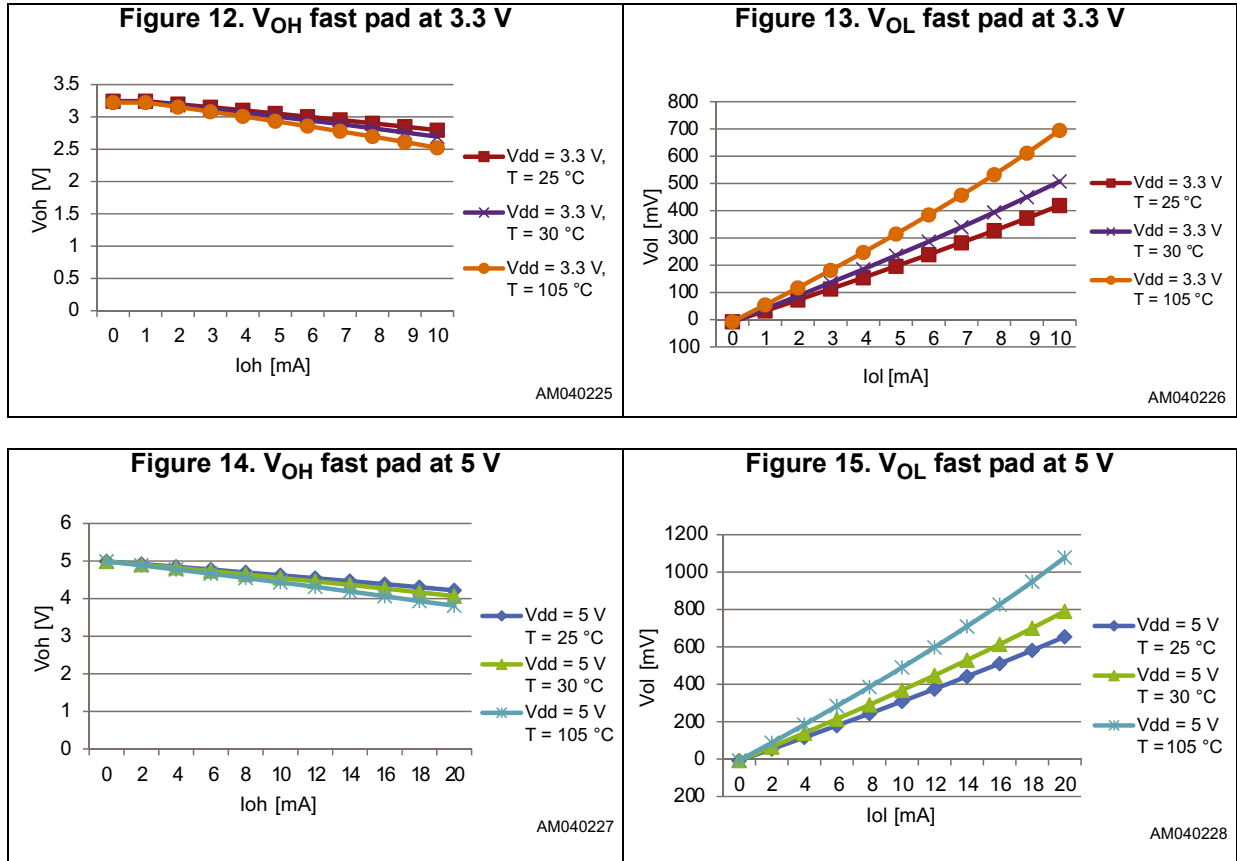 Figure 12. VOH fast pad at 3.3 V
3.5
3
2.5
2
1.5
1
0.5
0
Voh [V]
0 1 2 3 4 5 6 7 8 9 10
Ioh [mA]
Vdd = 3.3 V,
T = 25 °C
Vdd = 3.3 V,
T = 30 °C
Vdd = 3.3 V,
T = 105 °C
AM040225
Figure 13. VOL fast pad at 3.3 V
800
700
600
500
400
300
200
100
0
100
Vol [mV]
0 1 2 3 4 5 6 7 8 9 10
Iol [mA]
Vdd = 3.3 V
T = 25 °C
Vdd = 3.3 V
T = 30 °C
Vdd = 3.3 V
T = 105 °C
AM040226
Figure 14. VOH fast pad at 5 V
6
5
4
3
2
1
0
Voh [V]
0 2 4 6 8 10 12 14 16 18 20
Ioh [mA]
Vdd = 5 V
T = 25 °C
Vdd = 5 V
T = 30 °C
Vdd = 5 V
T = 105 °C
AM040227
Figure 15. VOL fast pad at 5 V
1200
1000
800
600
400
200
0
200
Vol [mV]
0 2 4 6 8 10 12 14 16 18 20
Iol [mA]
Vdd = 5 V
T = 25 °C
Vdd = 5 V
T = 30 °C
Vdd = 5 V
T =105 °C
AM040228